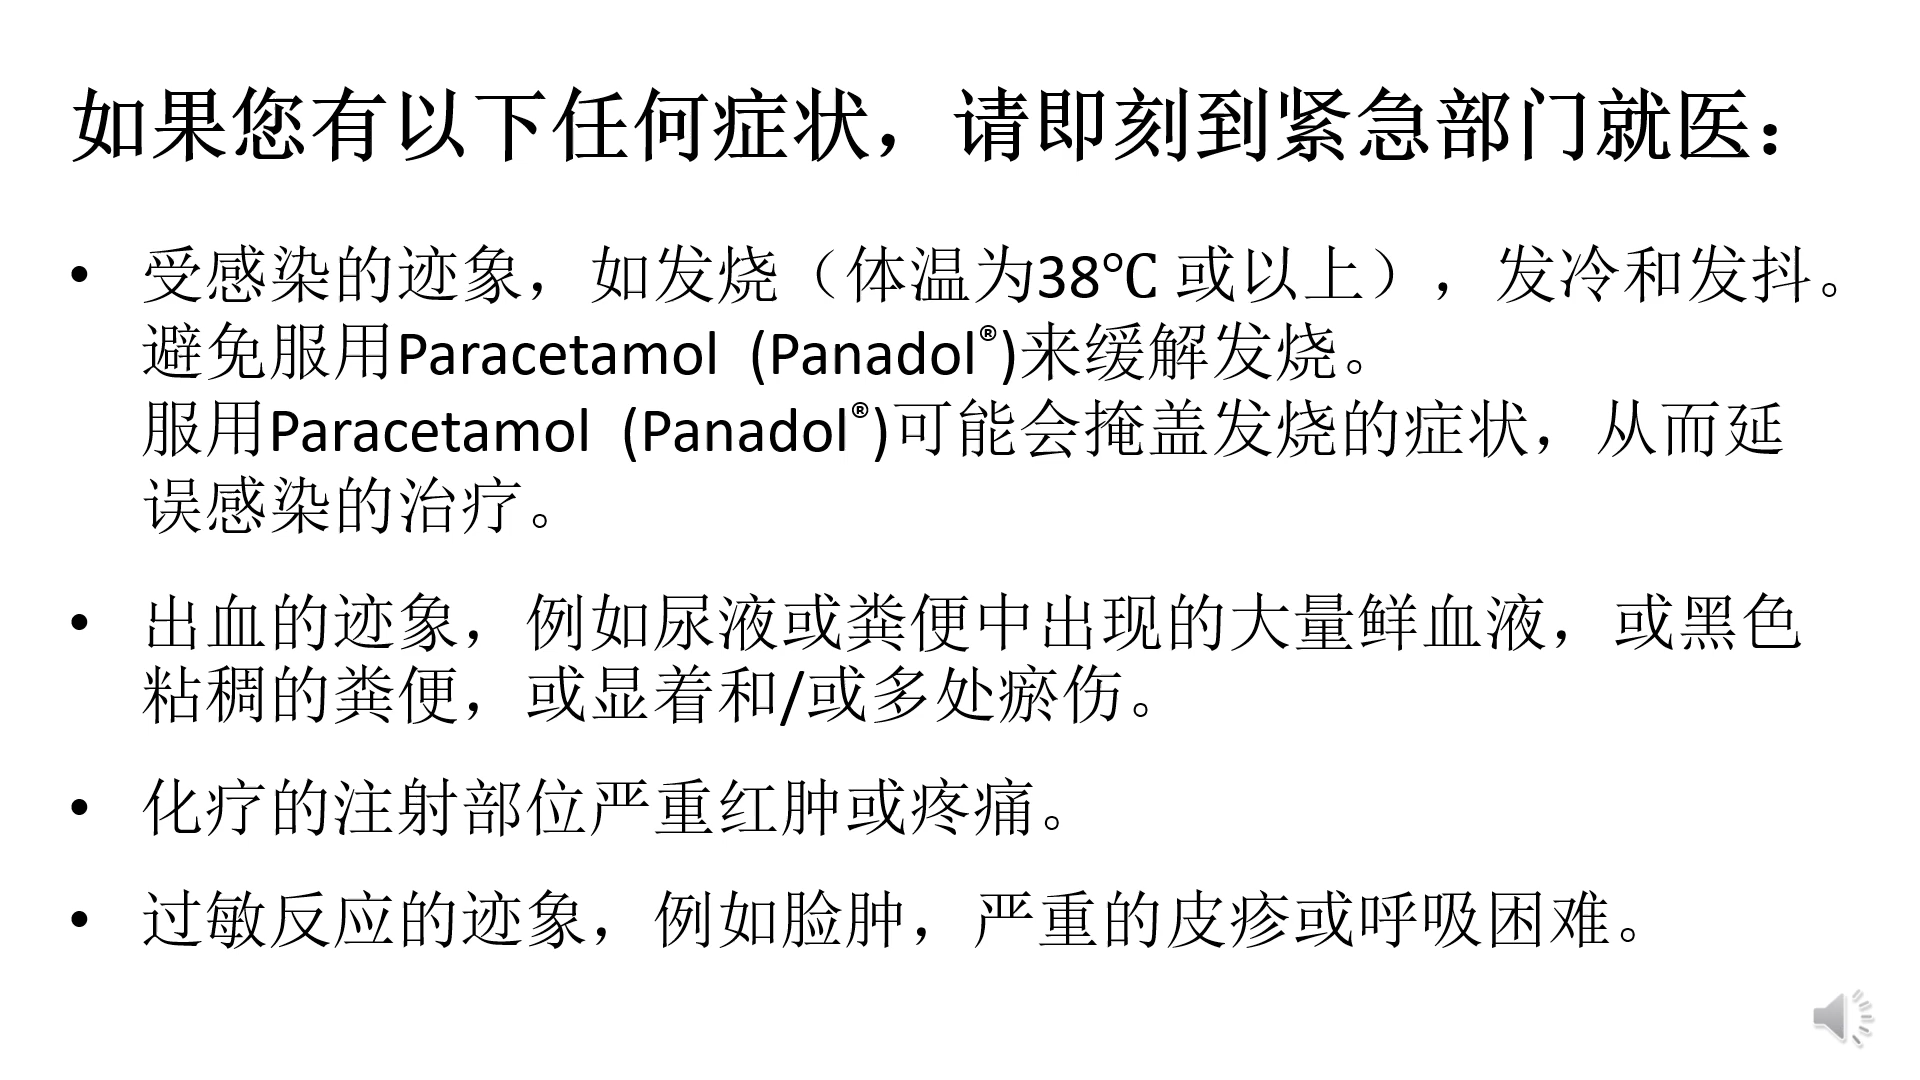 如果您有以下任何症状，请即刻到紧急部门就医：
• 受感染的迹象，如发烧（体温为38℃ 或以上），发冷和发抖。
避免服用Paracetamol (Panadol®)来缓解发烧。
服用Paracetamol (Panadol®)可能会掩盖发烧的症状，从而延
误感染的治疗。
• 出血的迹象，例如尿液或粪便中出现的大量鲜血液，或黑色
粘稠的粪便，或显着和/或多处瘀伤。
• 化疗的注射部位严重红肿或疼痛。
• 过敏反应的迹象，例如脸肿，严重的皮疹或呼吸困难。